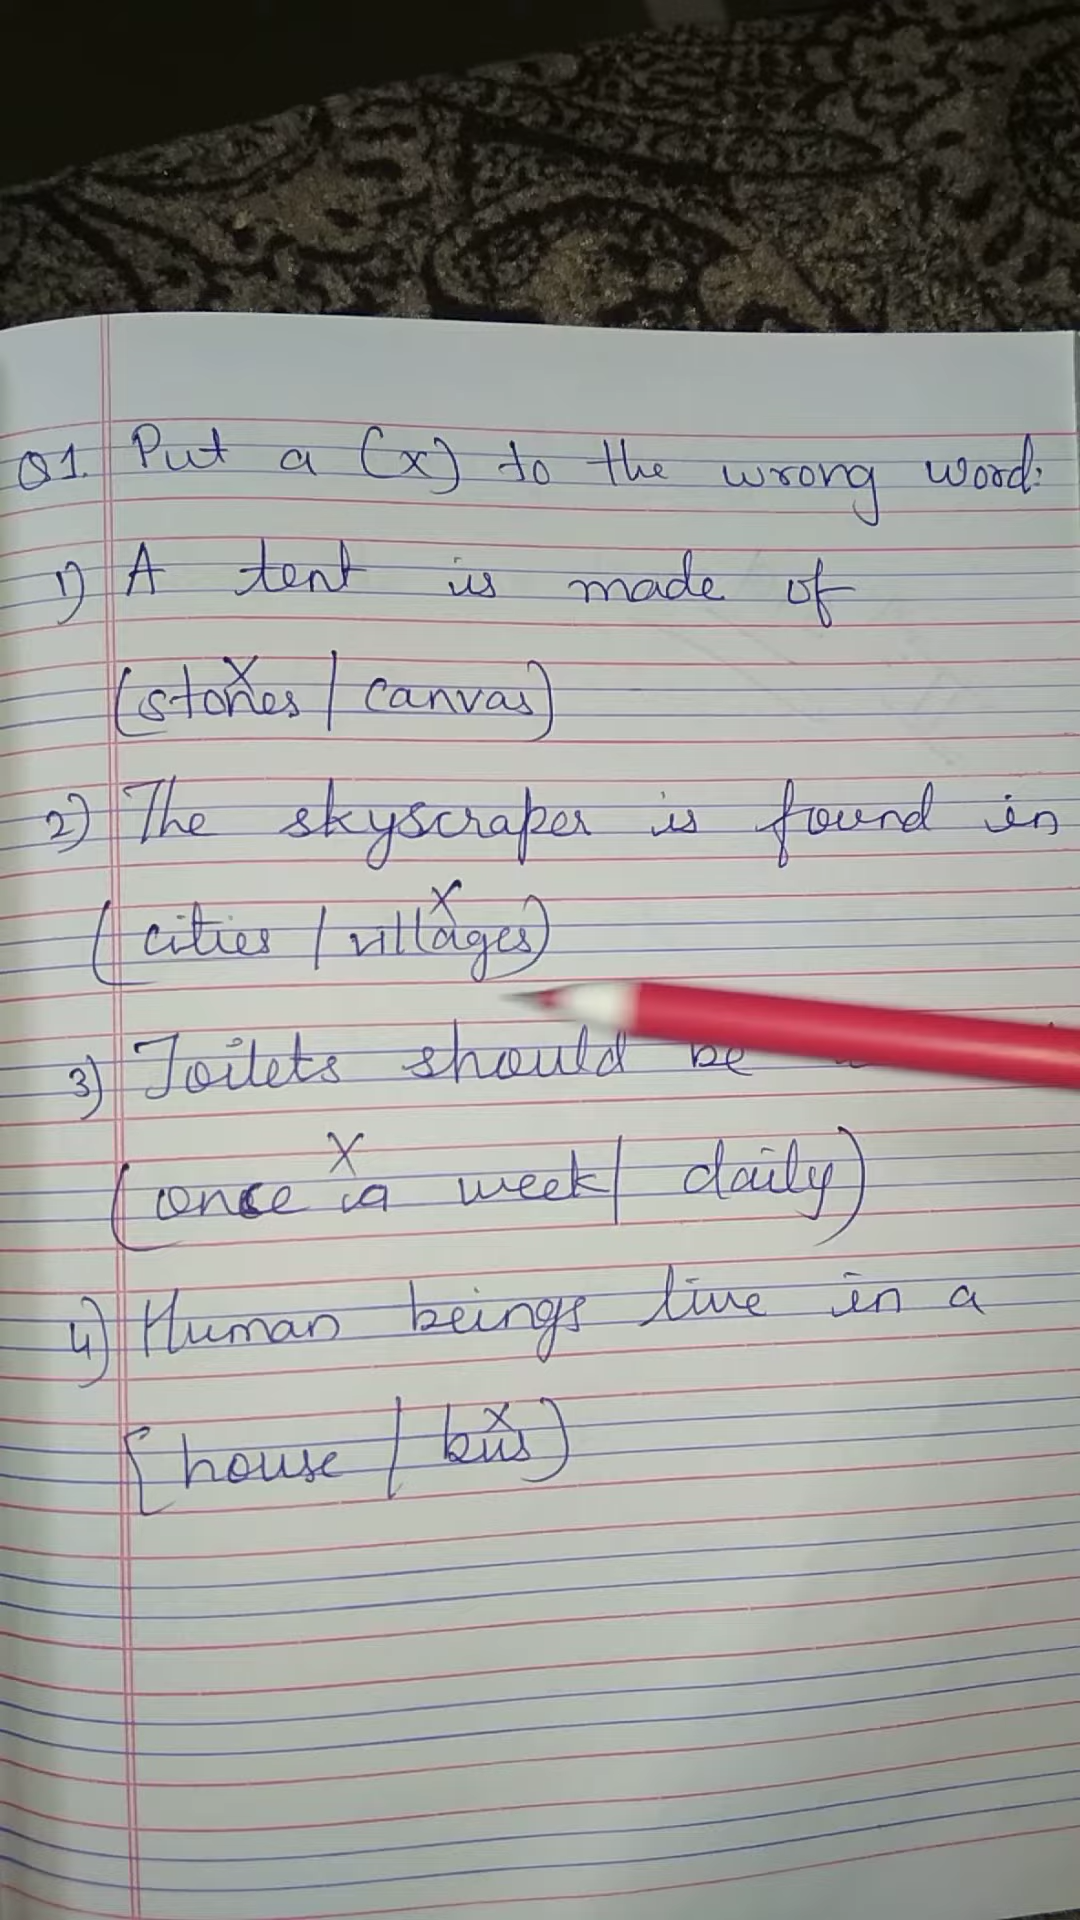 Q1. Put a (x) to the wrong word:
1) A tent is made of
x
(stones / canvas)
2) The skyscraper is found in
x
(cities / villages)
3) Toilets should be
x
(once a week / daily)
4) Human beings live in a
x
[house / bus)